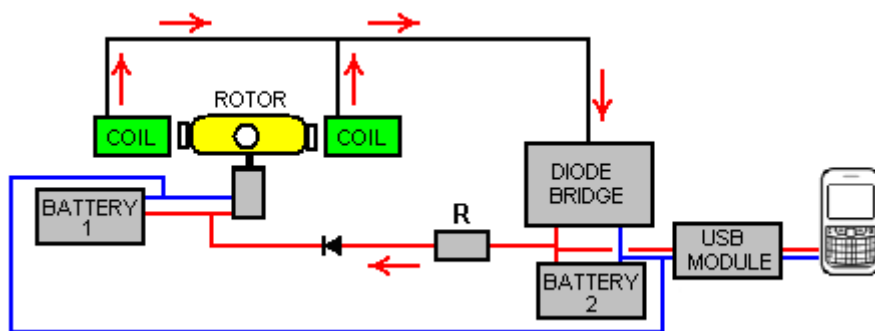 ROTOR
COIL
COIL
BATTERY
1
DIODE
BRIDGE
R
USB
MODULE
BATTERY
2